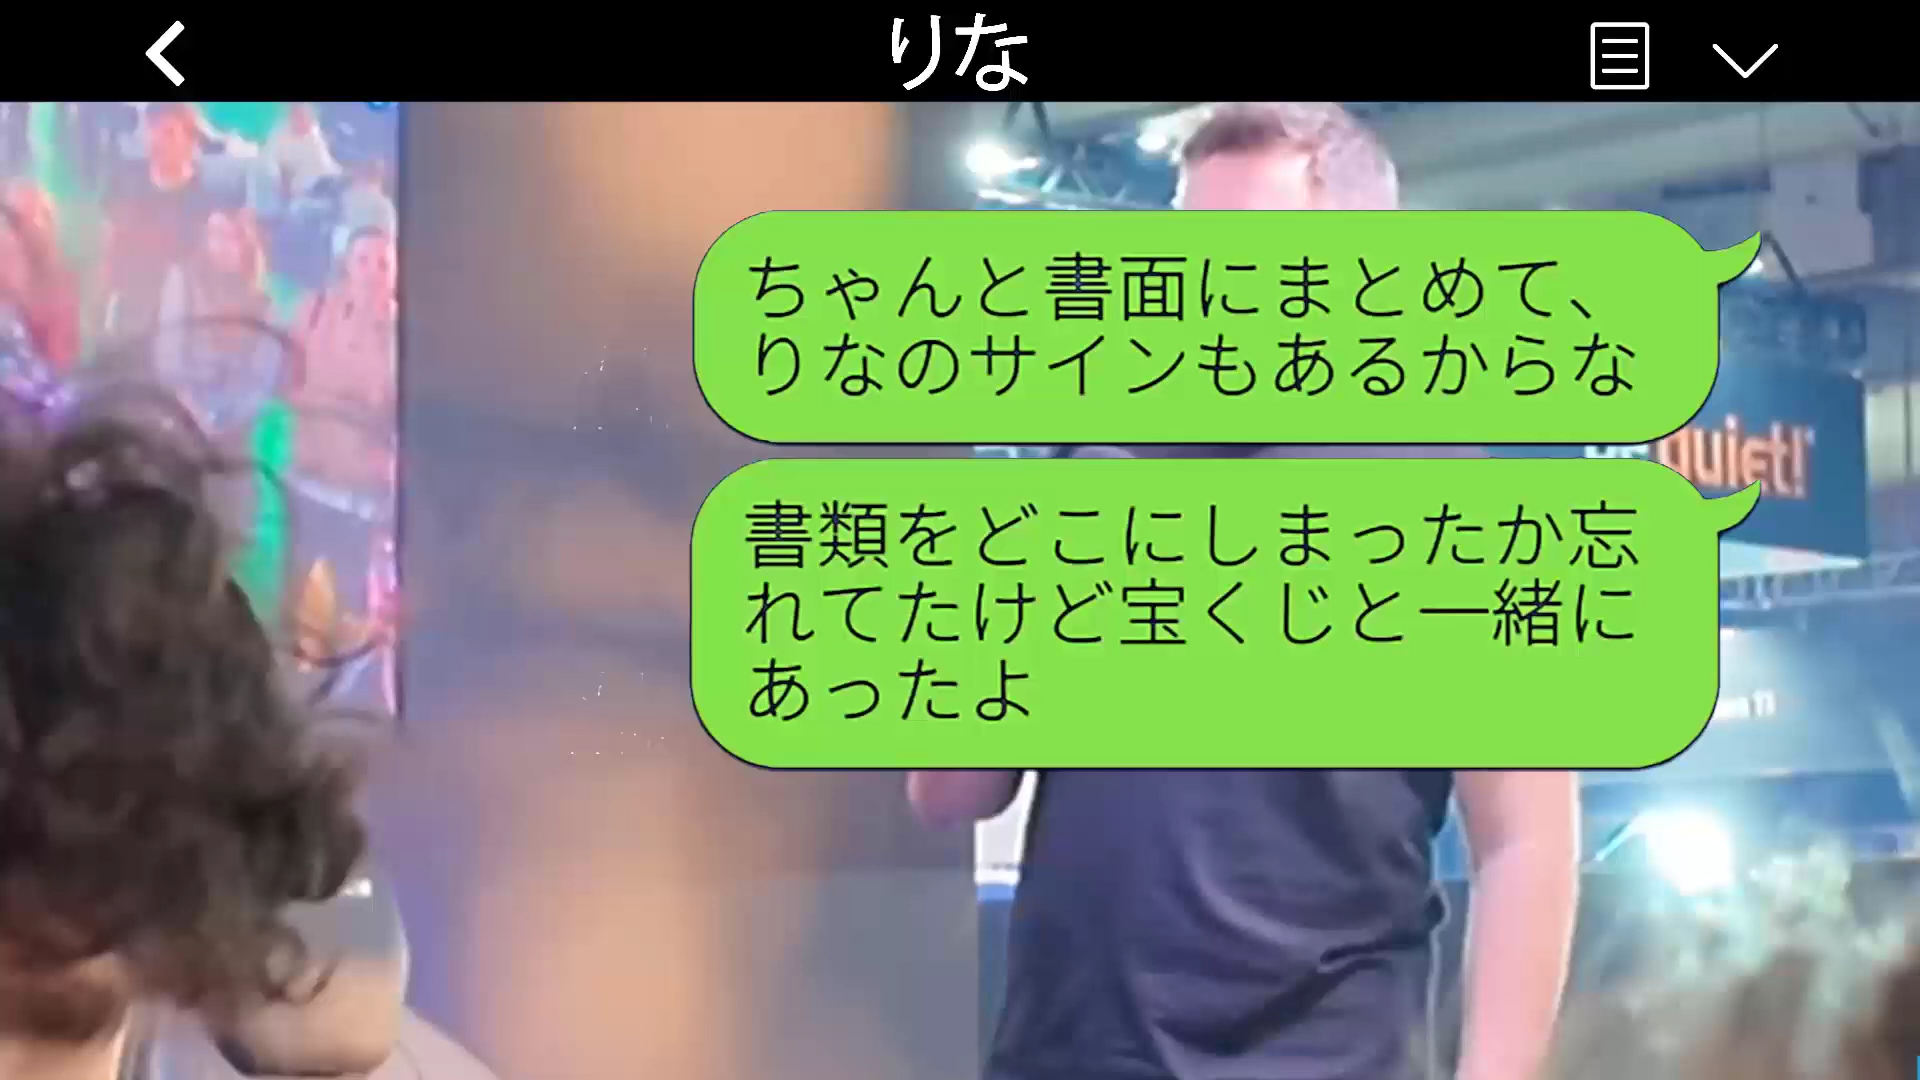 りな
ちゃんと書面にまとめて、
りなのサインもあるからな
quiet!
書類をどこにしまったか忘
れてたけど宝くじと一緒に
あったよ